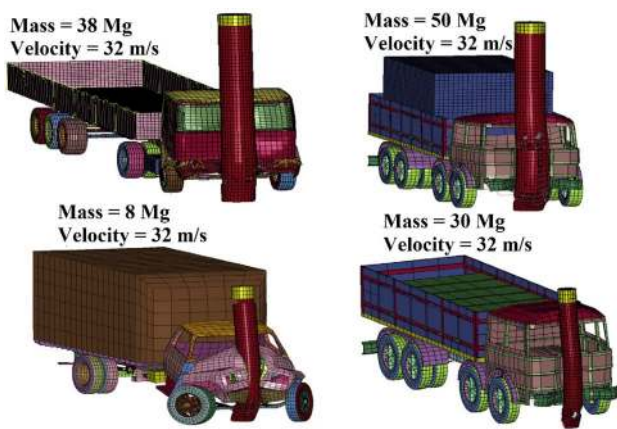 Mass = 38 Mg
Velocity = 32 m/s
Mass = 50 Mg
Velocity = 32 m/s
Mass = 8 Mg
Velocity = 32 m/s
Mass = 30 Mg
Velocity = 32 m/s